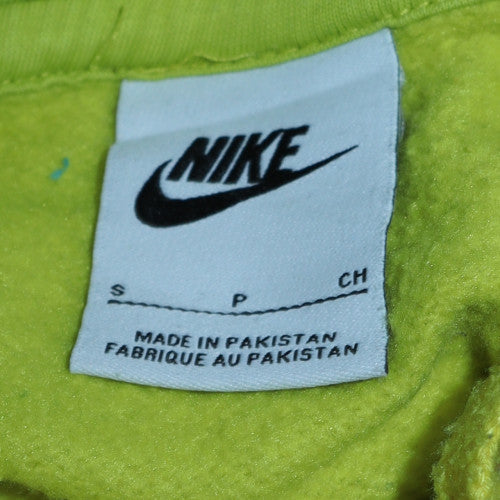 NIKE
S P CH
MADE IN PAKISTAN
FABRIQUE AU PAKISTAN